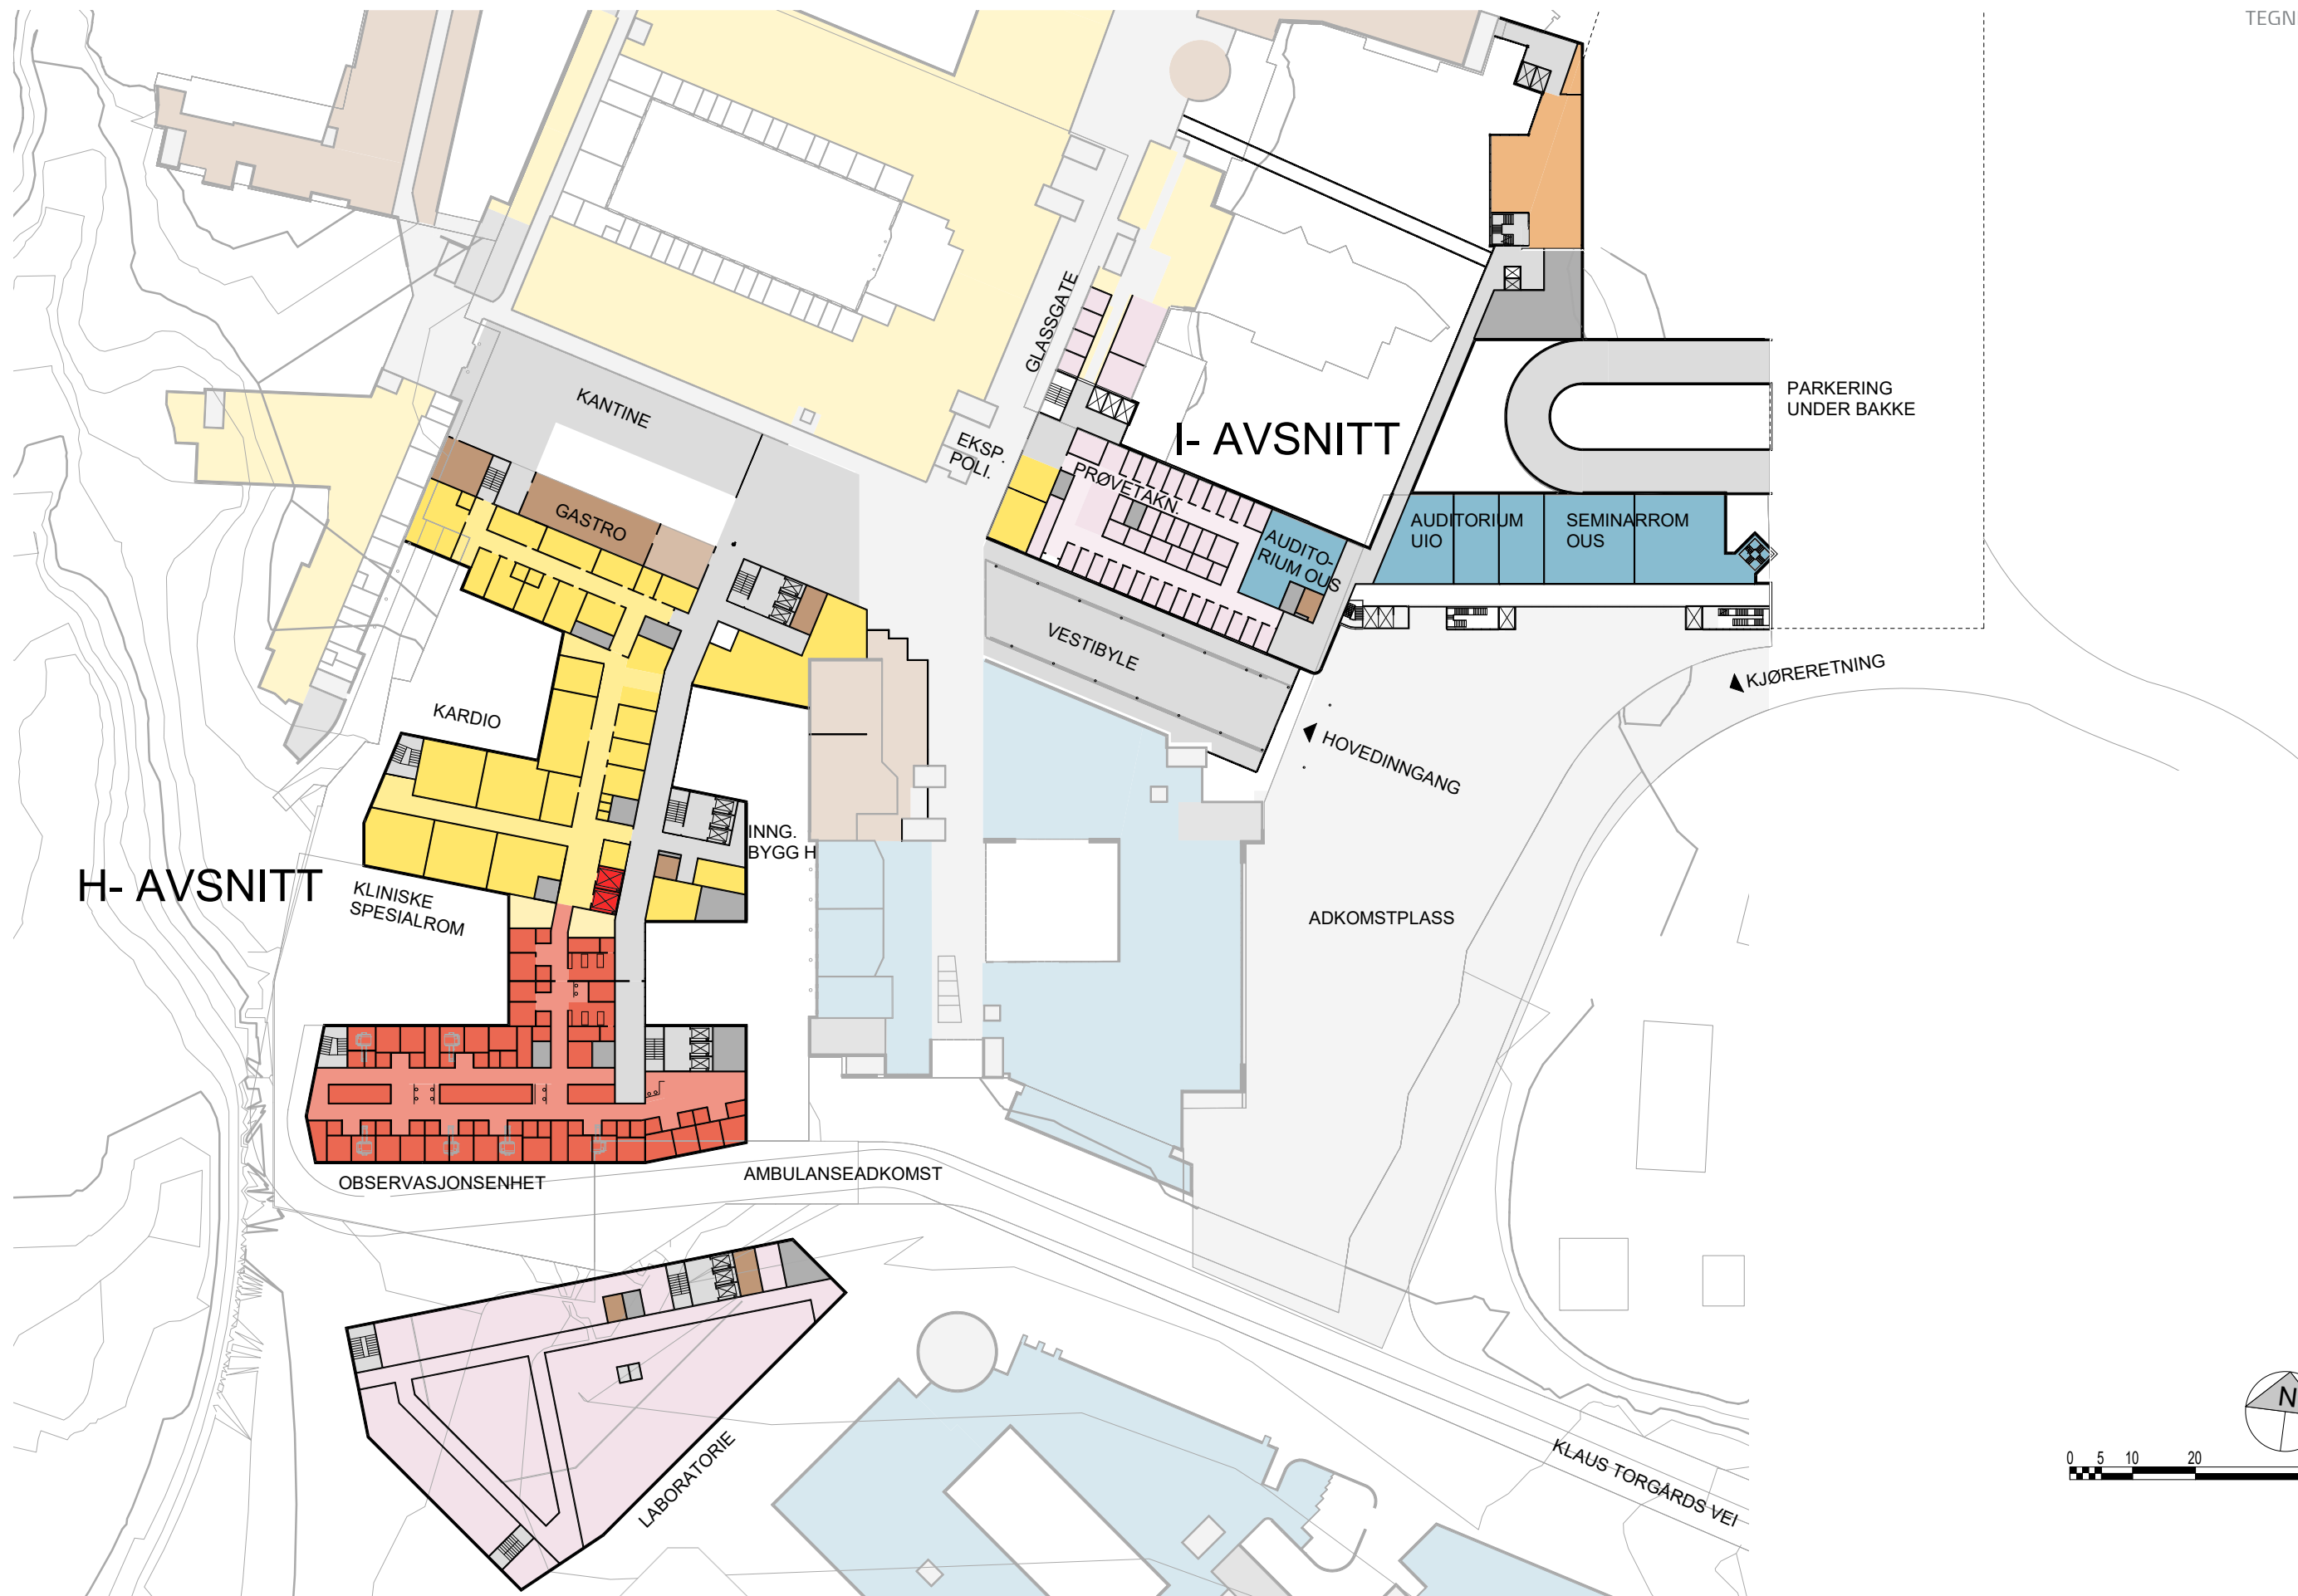 TEGN
GLASSGATE
KANTINE
PARKERING
UNDER BAKKE
EKSP.
POLI.
I- AVSNITT
PRØVETAKN.
GASTRO
AUDITORIUM
UIO
SEMINARROM
OUS
AUDITO-
RIUM OUS
VESTIBYLE
KJØRERETNING
KARDIO
HOVEDINNGANG
INNG.
BYGG H
H- AVSNITT
KLINISKE
SPESIALROM
ADKOMSTPLASS
OBSERVASJONSENHET
AMBULANSEADKOMST
LABORATORIE
KLAUS TORGÅRDS VEI
N
0 5 10 20